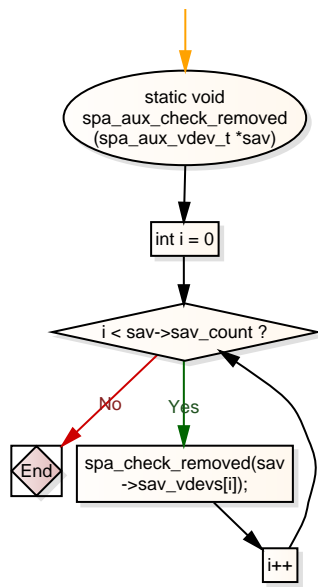 static void
spa_aux_check_removed
(spa_aux_vdev_t *sav)
int i = 0
i < sav->sav_count ?
No
Yes
End
spa_check_removed(sav
->sav_vdevs[i]);
i++